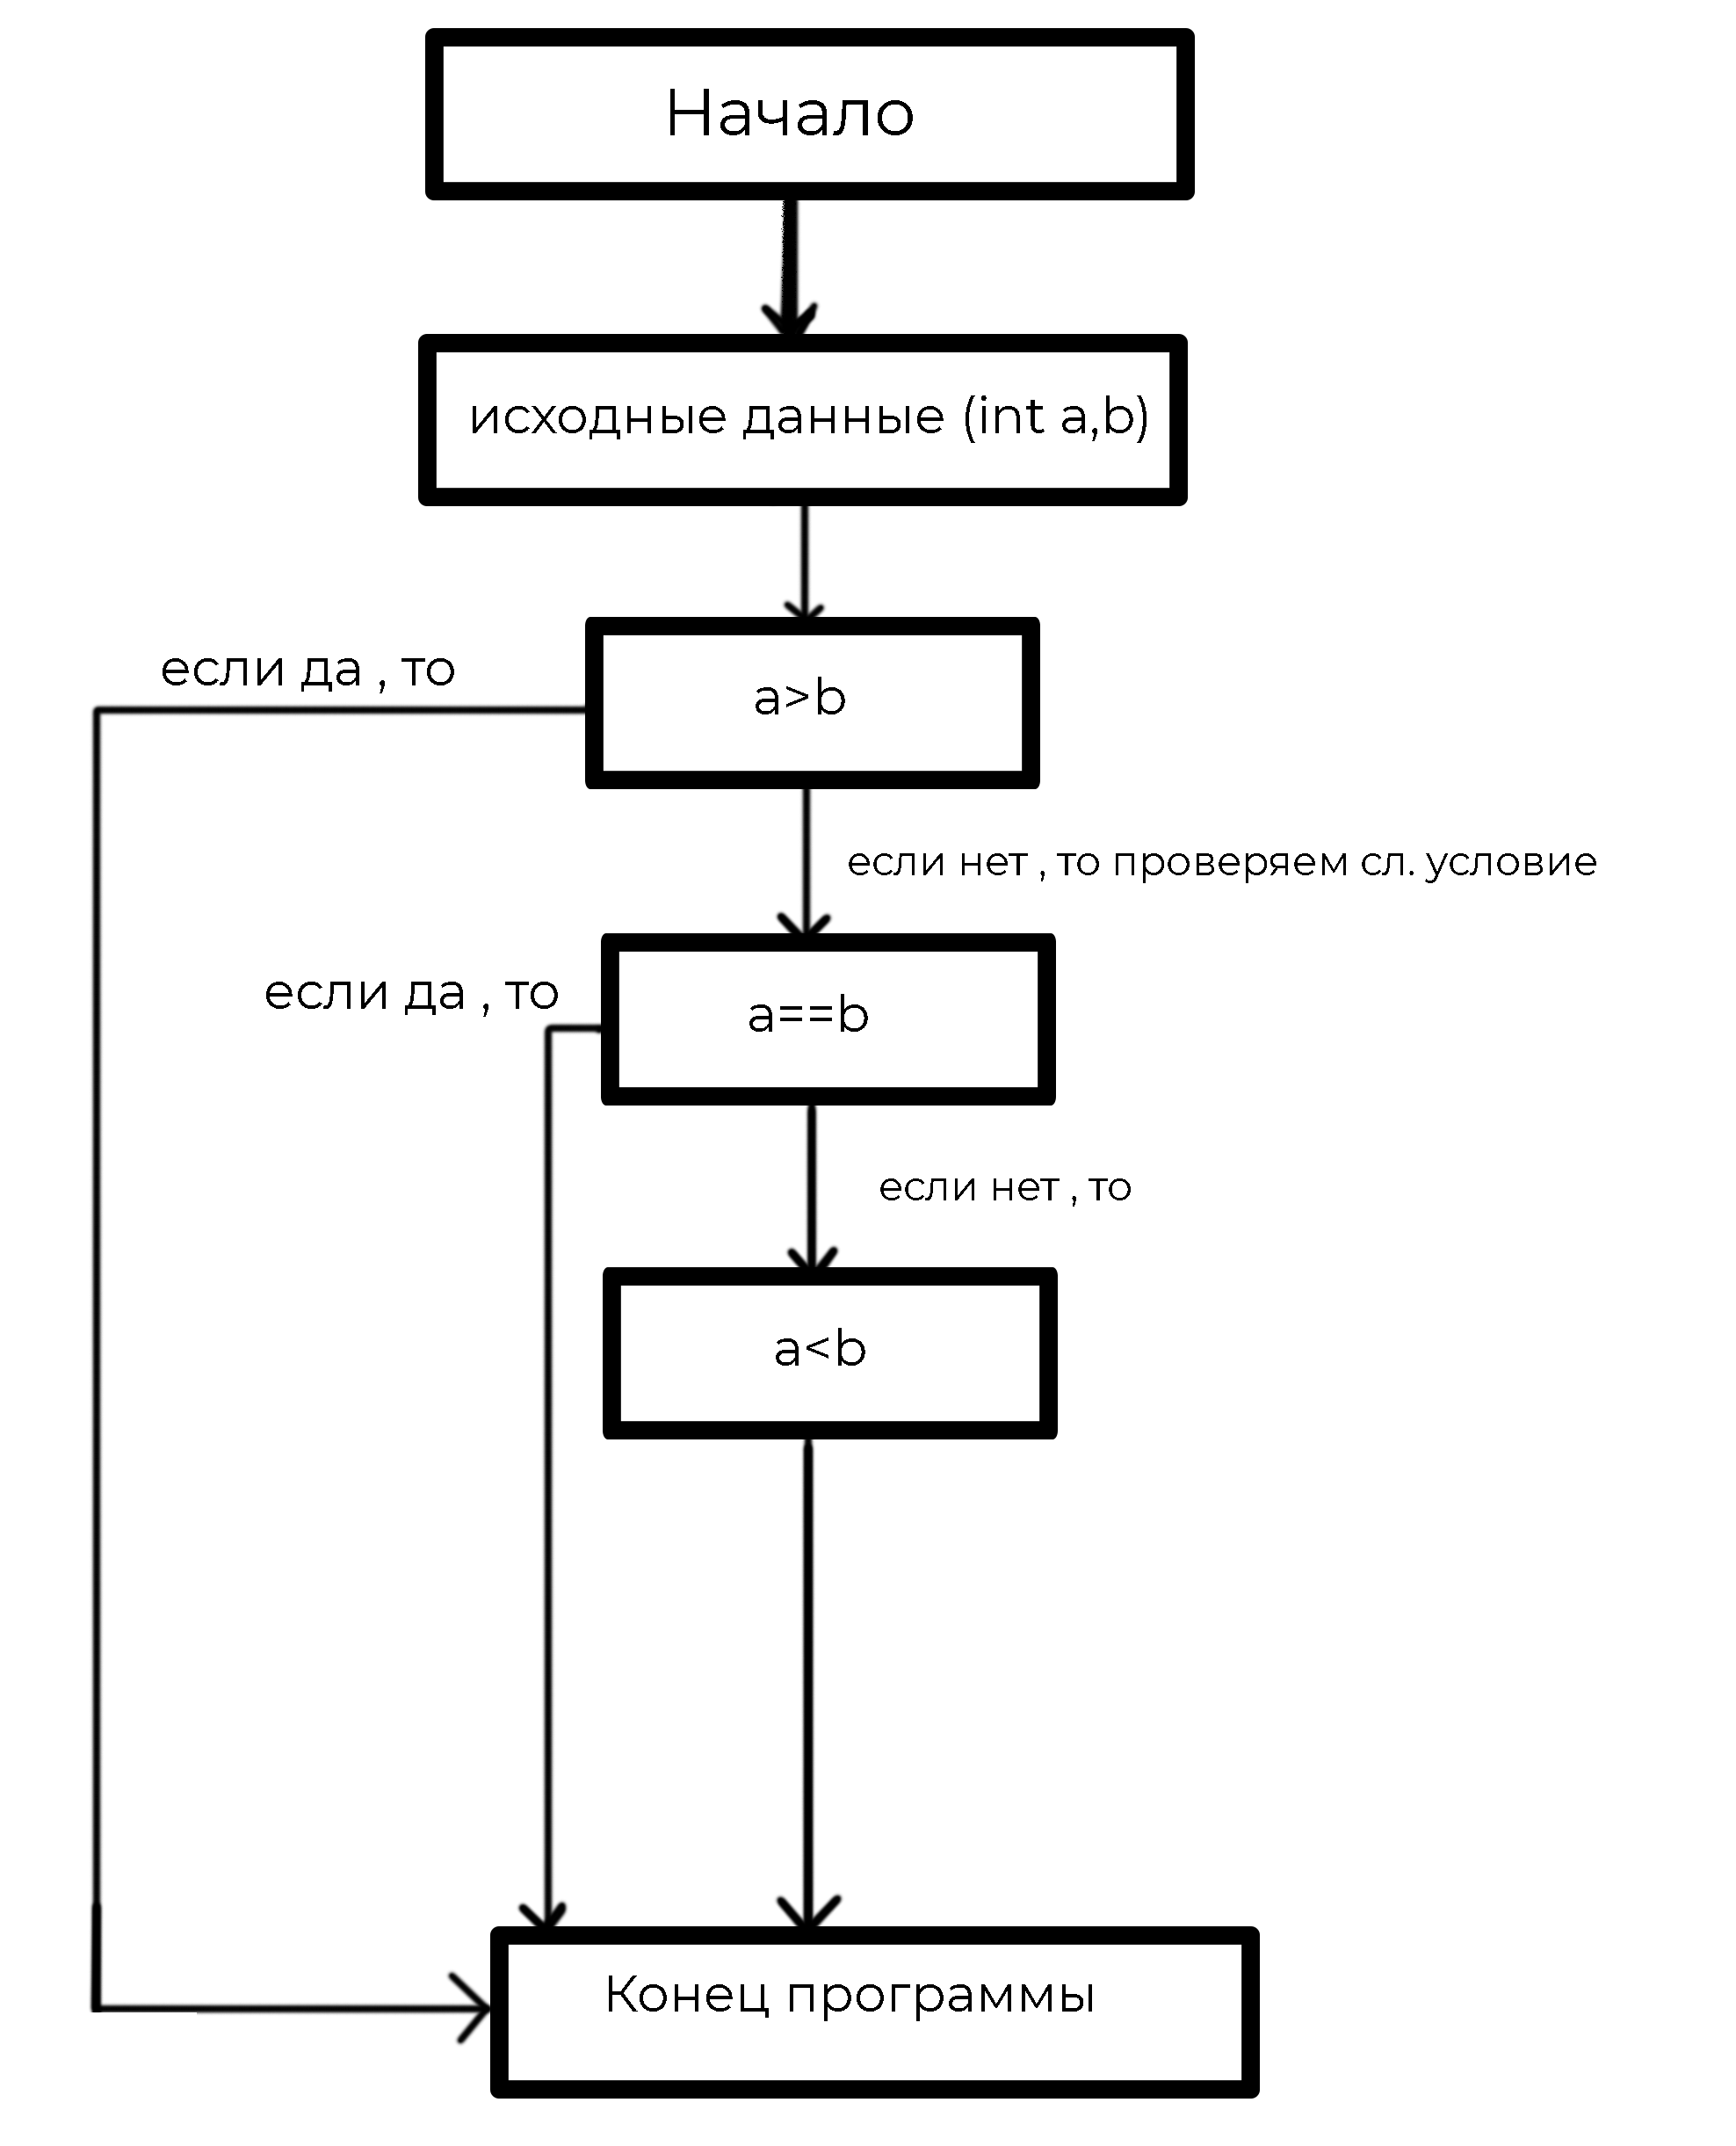 Начало
исходные данные (int a,b)
если да , то
a>b
если нет , то проверяем сл. условие
если да , то
a==b
если нет , то
a<b
Конец программы